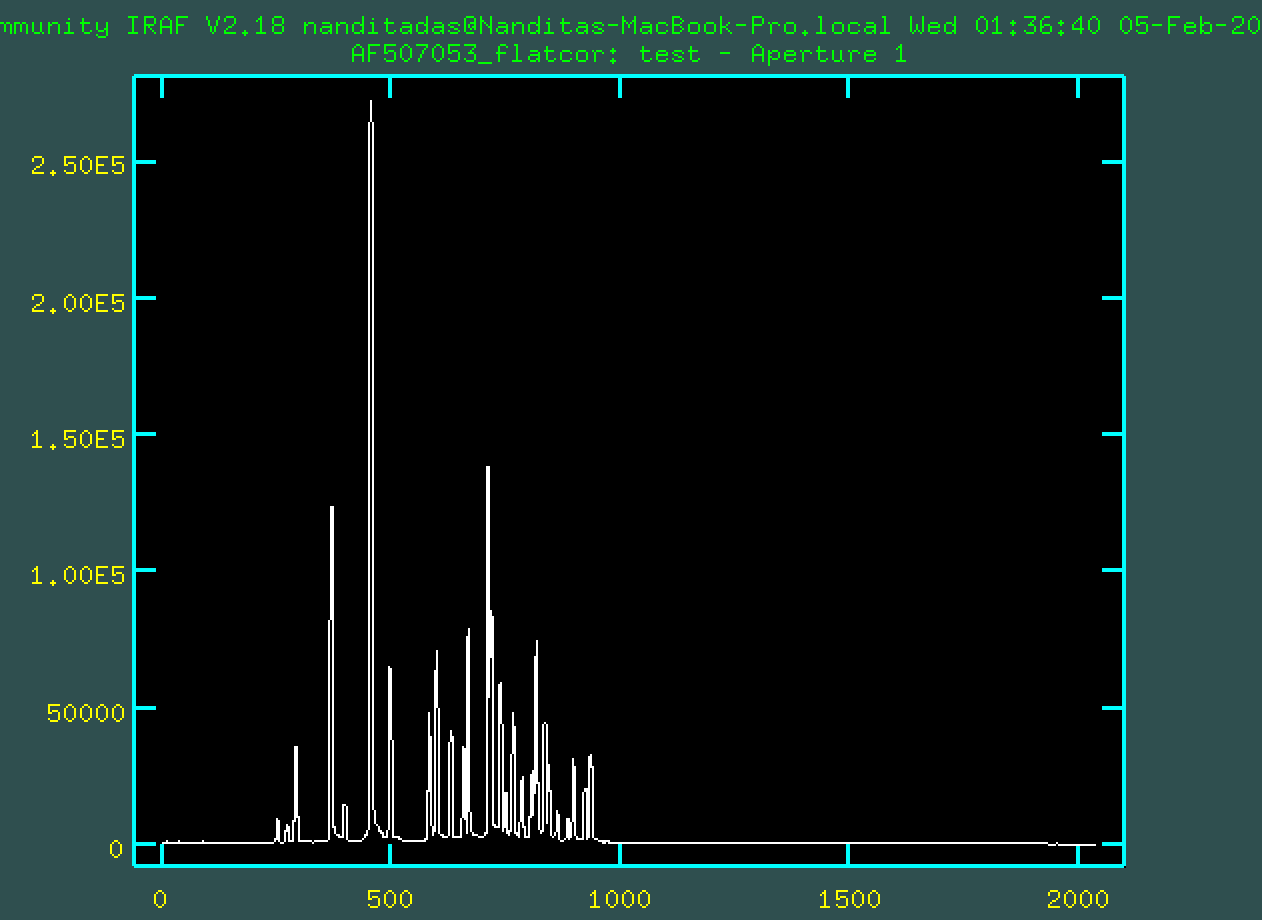 mmunity IRAF V2.18 nanditadas@Nanditas-MacBook-Pro.local Wed 01:36:40 05-Feb-20
AF507053_flatcor: test - Aperture 1
2.50E5
2.00E5
1.50E5
1.00E5
50000
0
0 500 1000 1500 2000